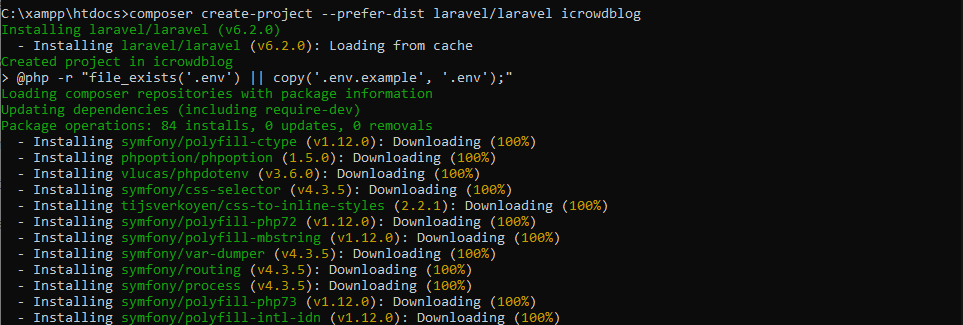 C:\xampp\htdocs>composer create-project --prefer-dist laravel/laravel icrowdblog
Installing laravel/laravel (v6.2.0)
  - Installing laravel/laravel (v6.2.0): Loading from cache
Created project in icrowdblog
> @php -r "file_exists('.env') || copy('.env.example', '.env');"
Loading composer repositories with package information
Updating dependencies (including require-dev)
Package operations: 84 installs, 0 updates, 0 removals
  - Installing symfony/polyfill-ctype (v1.12.0): Downloading (100%)
  - Installing phpoption/phpoption (1.5.0): Downloading (100%)
  - Installing vlucas/phpdotenv (v3.6.0): Downloading (100%)
  - Installing symfony/css-selector (v4.3.5): Downloading (100%)
  - Installing tijsverkoyen/css-to-inline-styles (2.2.1): Downloading (100%)
  - Installing symfony/polyfill-php72 (v1.12.0): Downloading (100%)
  - Installing symfony/polyfill-mbstring (v1.12.0): Downloading (100%)
  - Installing symfony/var-dumper (v4.3.5): Downloading (100%)
  - Installing symfony/routing (v4.3.5): Downloading (100%)
  - Installing symfony/process (v4.3.5): Downloading (100%)
  - Installing symfony/polyfill-php73 (v1.12.0): Downloading (100%)
  - Installing symfony/polyfill-intl-idn (v1.12.0): Downloading (100%)